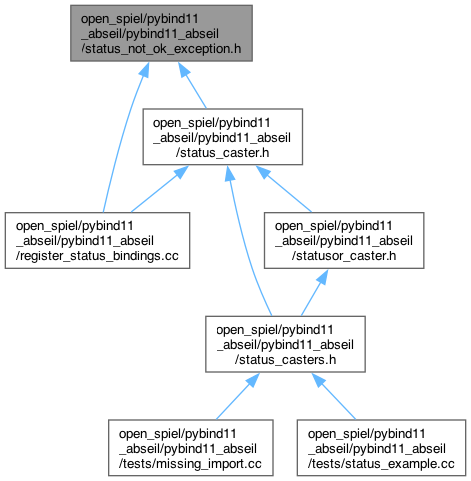 open_spiel/pybind11
_abseil/pybind11_abseil
/status_not_ok_exception.h
open_spiel/pybind11
_abseil/pybind11_abseil
/status_caster.h
open_spiel/pybind11
_abseil/pybind11_abseil
/register_status_bindings.cc
open_spiel/pybind11
_abseil/pybind11_abseil
/statusor_caster.h
open_spiel/pybind11
_abseil/pybind11_abseil
/status_casters.h
open_spiel/pybind11
_abseil/pybind11_abseil
/tests/missing_import.cc
open_spiel/pybind11
_abseil/pybind11_abseil
/tests/status_example.cc